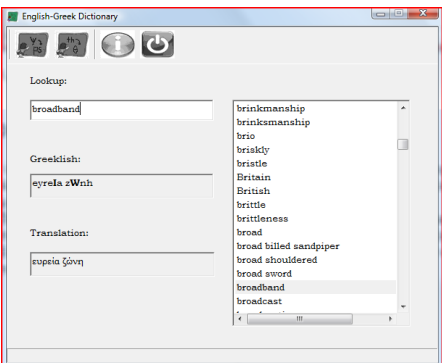 English-Greek Dictionary
Lookup:
broadband
Greeklish:
eyreIa zWnh
Translation:
ευρεία ζώνη
brinkmanship
brinksmanship
brio
briskly
bristle
Britain
British
brittle
brittleness
broad
broad billed sandpiper
broad shouldered
broad sword
broadband
broadcast